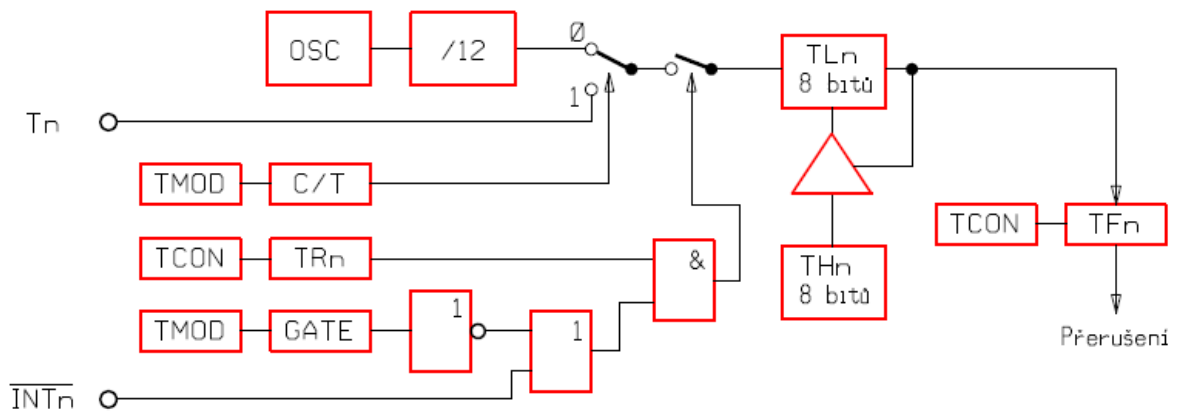 OSC
/12
Ø
1
Tn
TLn
8 bitů
TMOD
C/T
TCON
TRn
&
THn
8 bitů
TCON
TFn
TMOD
GATE
1
1
Přerušení
INTn